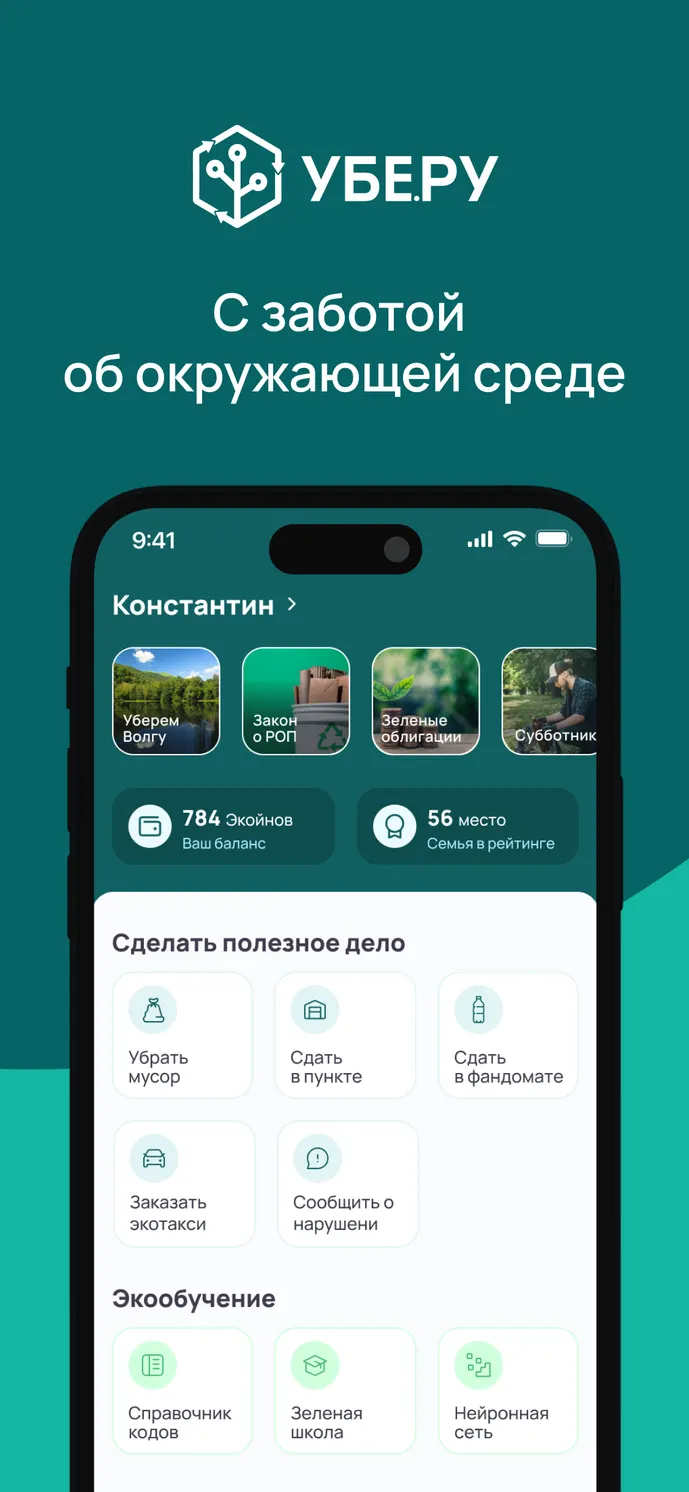 УБЕ.РУ
С заботой
об окружающей среде
9:41
Константин
Уберем
Волгу
Закон
о РОП
Зеленые
облигации
Субботник
784 Экойнов
Ваш баланс
56 место
Семья в рейтинге
Сделать полезное дело
Убрать
мусор
Сдать
в пункте
Сдать
в фандомате
Заказать
экотакси
Сообщить о
нарушени
Экообучение
Справочник
кодов
Зеленая
школа
Нейронная
сеть